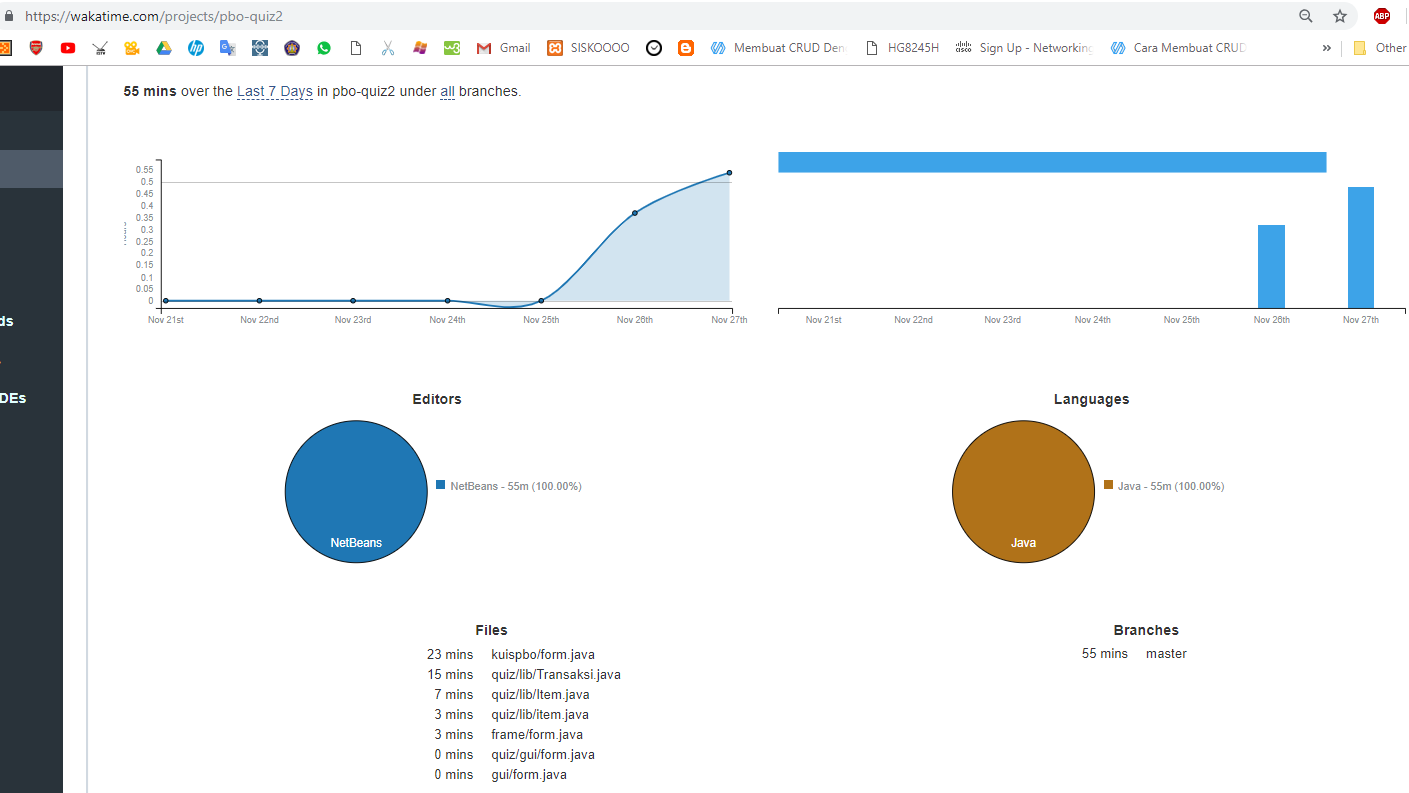 https://wakatime.com/projects/pbo-quiz2
ABP
Gmail
SISKOOOO
Membuat CRUD Den
HG8245H
Sign Up - Networking
Cara Membuat CRUD
»
Other
55 mins over the Last 7 Days in pbo-quiz2 under all branches.
0.55
0.5
0.45
0.4
0.35
0.3
0.25
0.2
0.15
0.1
0.05
0
Nov 21st Nov 22nd Nov 23rd Nov 24th Nov 25th Nov 26th Nov 27th
Nov 21st Nov 22nd Nov 23rd Nov 24th Nov 25th Nov 26th Nov 27th
ds
DEs
Editors
NetBeans
NetBeans - 55m (100.00%)
Languages
Java
Java - 55m (100.00%)
Files
23 mins kuispbo/form.java
15 mins quiz/lib/Transaksi.java
7 mins quiz/lib/Item.java
3 mins quiz/lib/item.java
3 mins frame/form.java
0 mins quiz/gui/form.java
0 mins gui/form.java
Branches
55 mins master